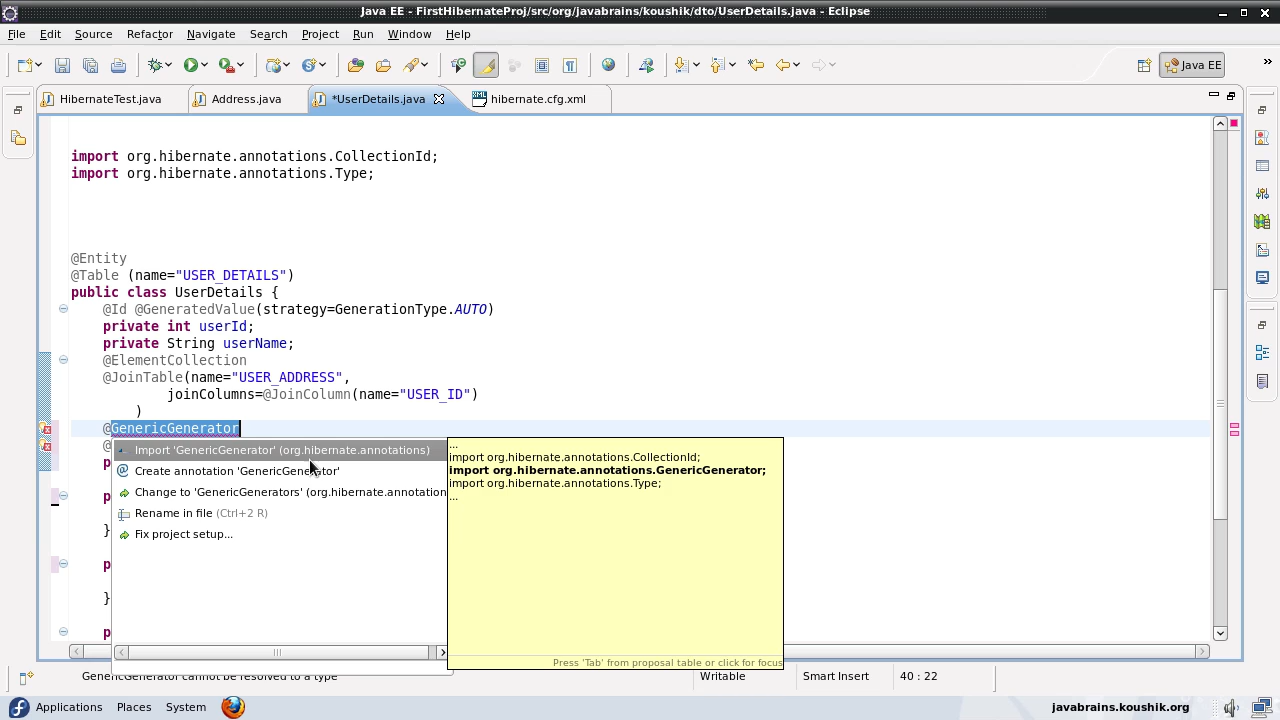 Java EE - FirstHibernateProj/src/org/javabrains/koushik/dto/UserDetails.java - Eclipse
File Edit Source Refactor Navigate Search Project Run Window Help
Java EE
»
HibernateTest.java Address.java *UserDetails.java hibernate.cfg.xml
import org.hibernate.annotations.CollectionId;
import org.hibernate.annotations.Type;
@Entity
@Table (name="USER_DETAILS")
public class UserDetails {
@Id @GeneratedValue(strategy=GenerationType.AUTO)
private int userId;
private String userName;
@ElementCollection
@JoinTable(name="USER_ADDRESS",
joinColumns=@JoinColumn(name="USER_ID")
)
@GenericGenerator
@
Import 'GenericGenerator' (org.hibernate.annotations)
Create annotation 'GenericGenerator'
Change to 'GenericGenerators' (org.hibernate.annotation
Rename in file (Ctrl+2 R)
Fix project setup...
...
import org.hibernate.annotations.CollectionId;
import org.hibernate.annotations.GenericGenerator;
import org.hibernate.annotations.Type;
...
Press 'Tab' from proposal table or click for focus
p
p
}
p
}
p
GenericGenerator cannot be resolved to a type
Writable
Smart Insert
40 : 22
Applications Places System
javabrains.koushik.org